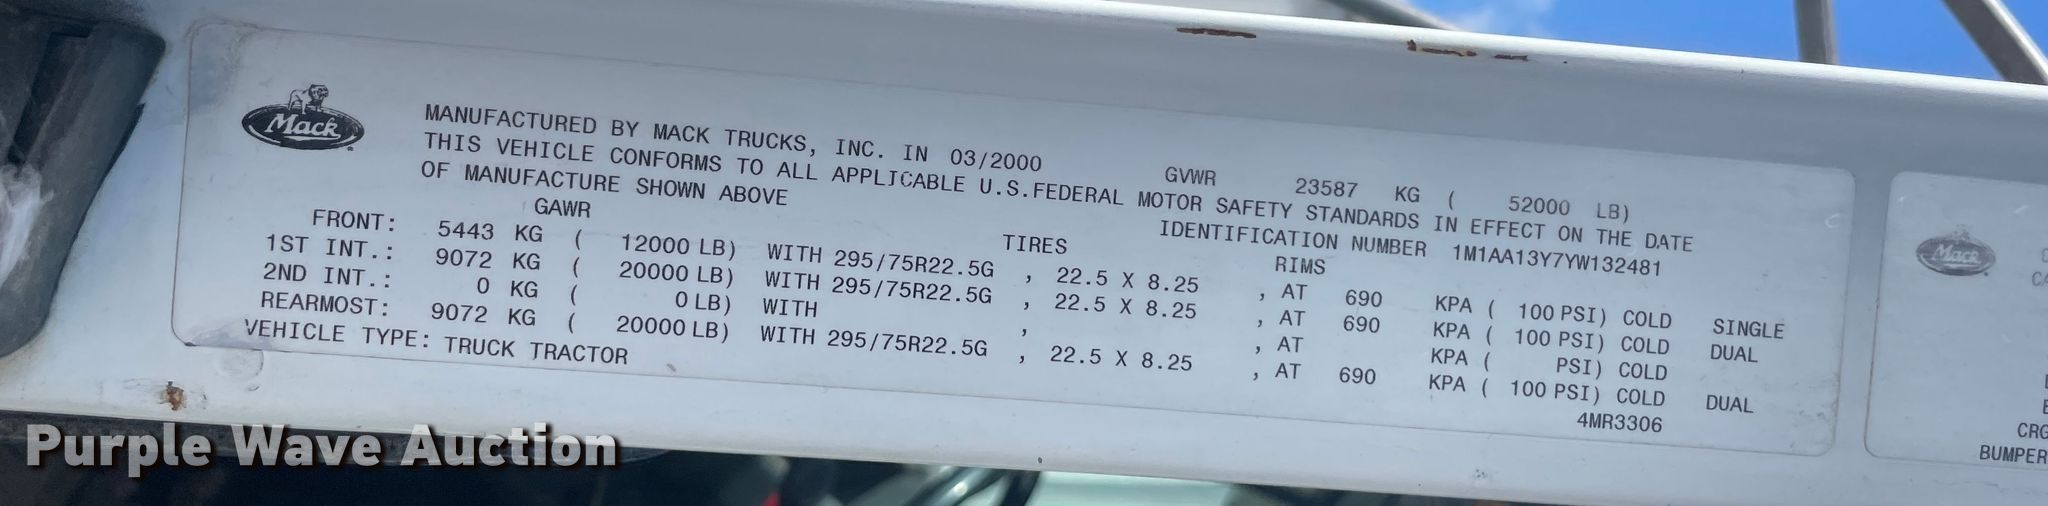 Mack
MANUFACTURED BY MACK TRUCKS, INC. IN 03/2000 GVWR 23587 KG ( 52000 LB)
THIS VEHICLE CONFORMS TO ALL APPLICABLE U.S.FEDERAL MOTOR SAFETY STANDARDS IN EFFECT ON THE DATE
OF MANUFACTURE SHOWN ABOVE IDENTIFICATION NUMBER 1M1AA13Y7YW132481
GAWR TIRES RIMS
FRONT: 5443 KG ( 12000 LB) WITH 295/75R22.5G , 22.5 X 8.25 , AT 690 KPA ( 100 PSI) COLD SINGLE
1ST INT.: 9072 KG ( 20000 LB) WITH 295/75R22.5G , 22.5 X 8.25 , AT 690 KPA ( 100 PSI) COLD DUAL
2ND INT.: 0 KG ( 0 LB) WITH , , AT KPA ( PSI) COLD
REARMOST: 9072 KG ( 20000 LB) WITH 295/75R22.5G , 22.5 X 8.25 , AT 690 KPA ( 100 PSI) COLD DUAL
VEHICLE TYPE: TRUCK TRACTOR
4MR3306
Mack
CRG
BUMPER
Purple Wave Auction